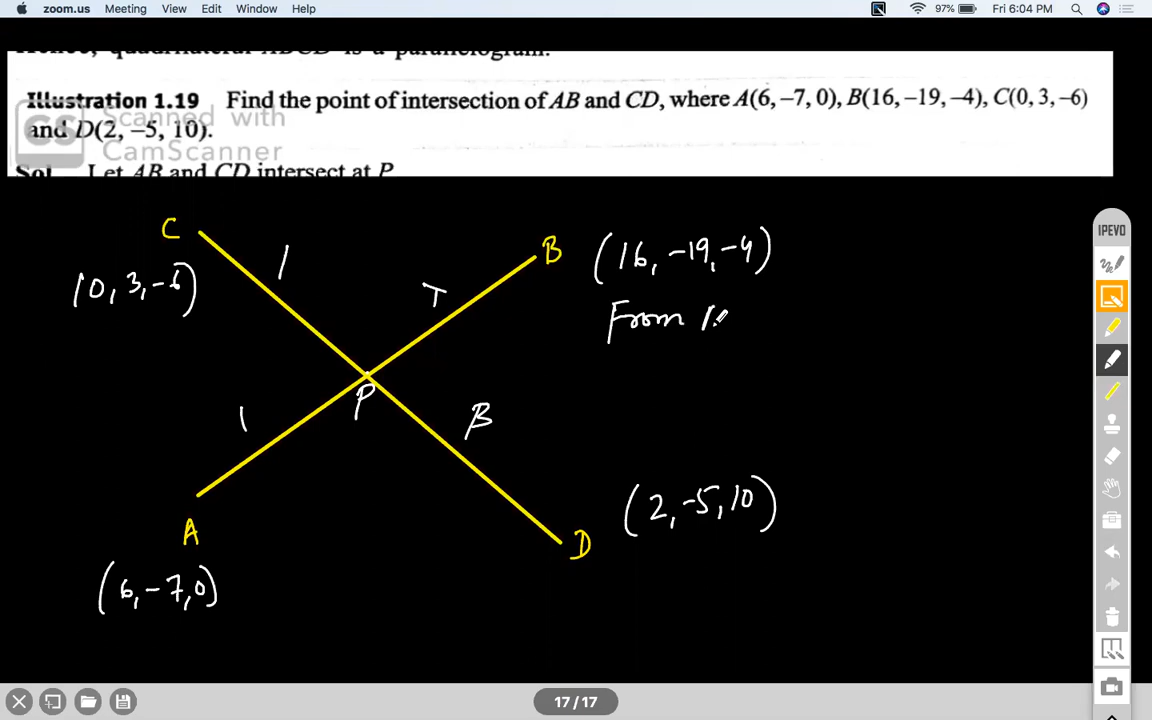 zoom.us Meeting View Edit Window Help 97% Fri 6:04 PM
Illustration 1.19 Find the point of intersection of AB and CD, where A(6, –7, 0), B(16, –19, –4), C(0, 3, –6)
and D(2, –5, 10).
CS Scanned with
CamScanner
Sol. Let AB and CD intersect at P
IPEVO
C
(0, 3, -6)
1
B
(16, -19, -4)
From
P
1
β
A
(6, -7, 0)
D
(2, -5, 10)
17 / 17